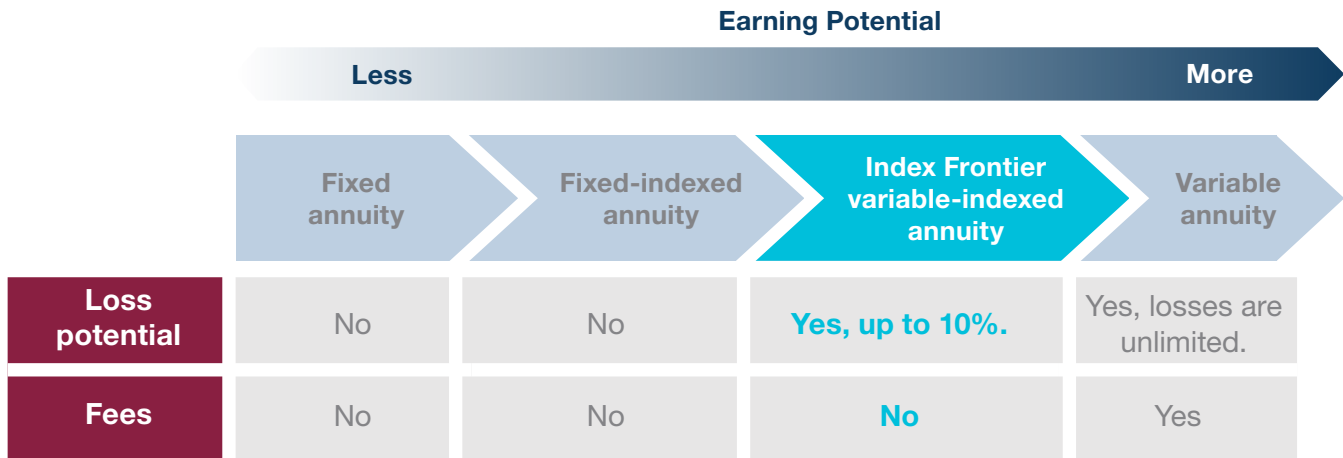 Earning Potential
Less
More
Fixed
annuity
Fixed-indexed
annuity
Index Frontier
variable-indexed
annuity
Variable
annuity
Loss
potential
No
No
Yes, up to 10%.
Yes, losses are
unlimited.
Fees
No
No
No
Yes